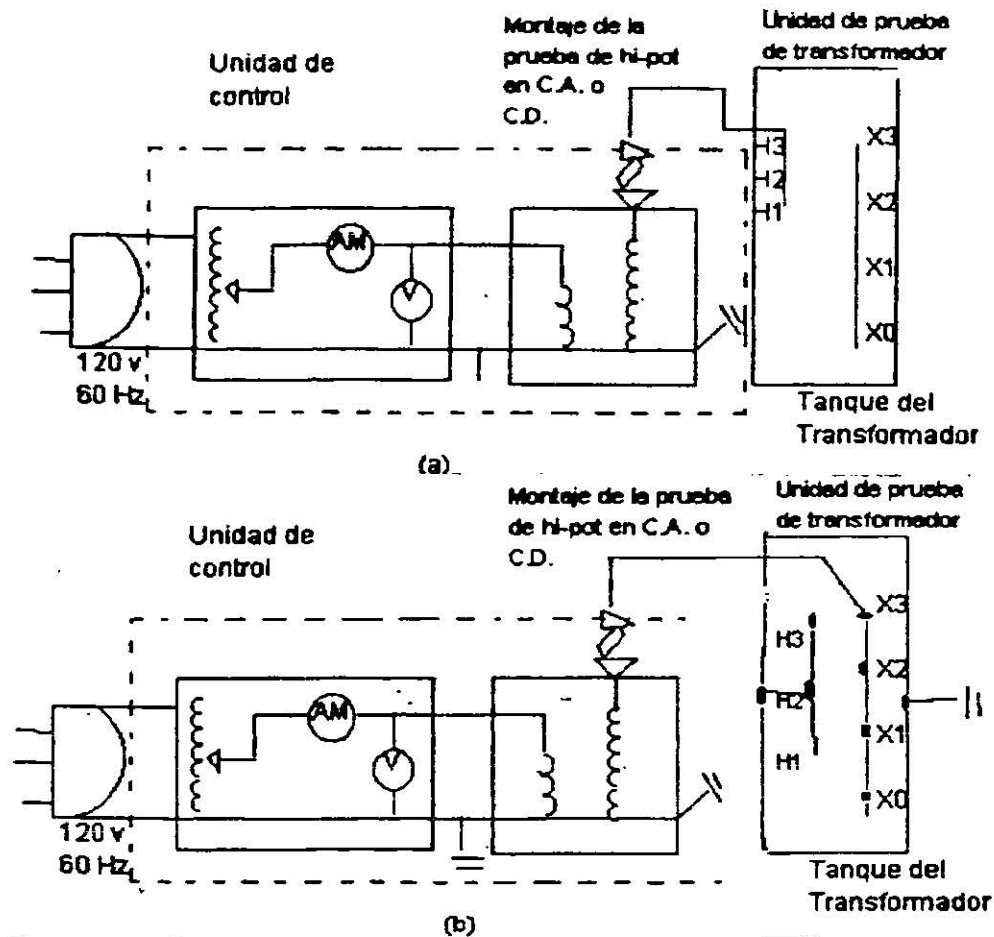 Montaje de la
prueba de hi-pot
en C.A. o
C.D.
Unidad de prueba
de transformador
Unidad de
control
H3
H2
H1
X3
X2
X1
X0
AM
V
120 v
60 Hz
Tanque del
Transformador
(a)
Montaje de la prueba
de hi-pot en C.A. o
C.D.
Unidad de prueba
de transformador
Unidad de
control
H3
H2
H1
X3
X2
X1
X0
AM
V
120 v
60 Hz
Tanque del
Transformador
(b)